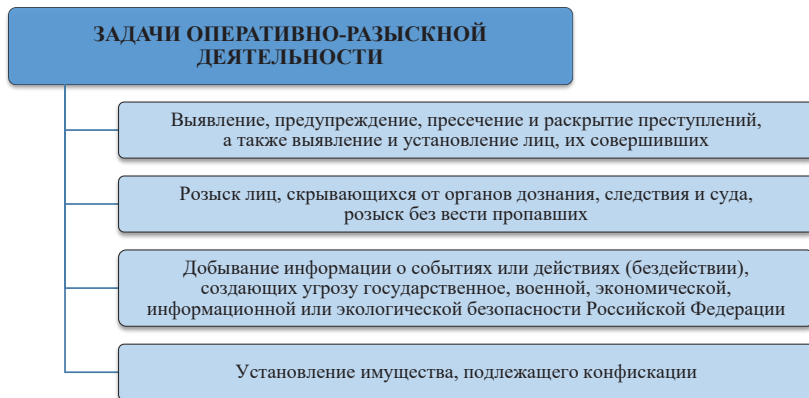 ЗАДАЧИ ОПЕРАТИВНО-РАЗЫСКНОЙ
ДЕЯТЕЛЬНОСТИ
Выявление, предупреждение, пресечение и раскрытие преступлений,
а также выявление и установление лиц, их совершивших
Розыск лиц, скрывающихся от органов дознания, следствия и суда,
розыск без вести пропавших
Добывание информации о событиях или действиях (бездействии),
создающих угрозу государственное, военной, экономической,
информационной или экологической безопасности Российской Федерации
Установление имущества, подлежащего конфискации